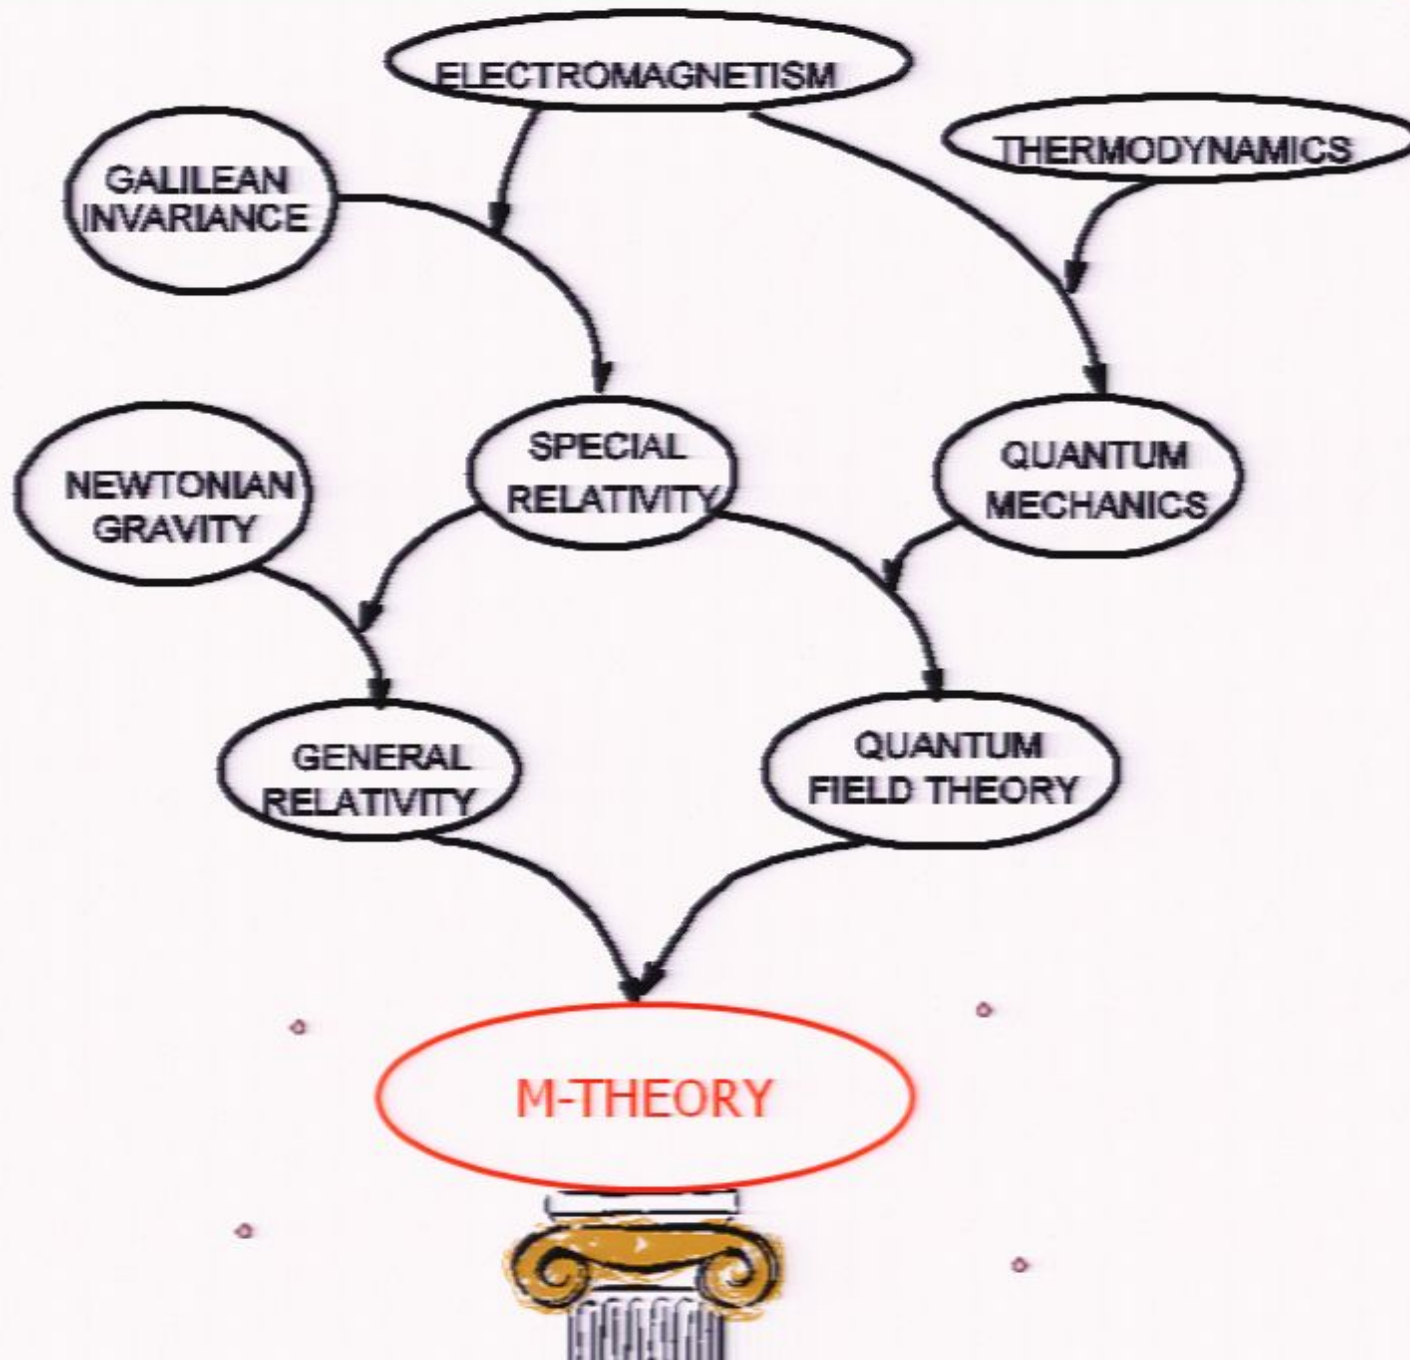 ELECTROMAGNETISM
GALILEAN
INVARIANCE
THERMODYNAMICS
NEWTONIAN
GRAVITY
SPECIAL
RELATIVITY
QUANTUM
MECHANICS
GENERAL
RELATIVITY
QUANTUM
FIELD THEORY
M-THEORY